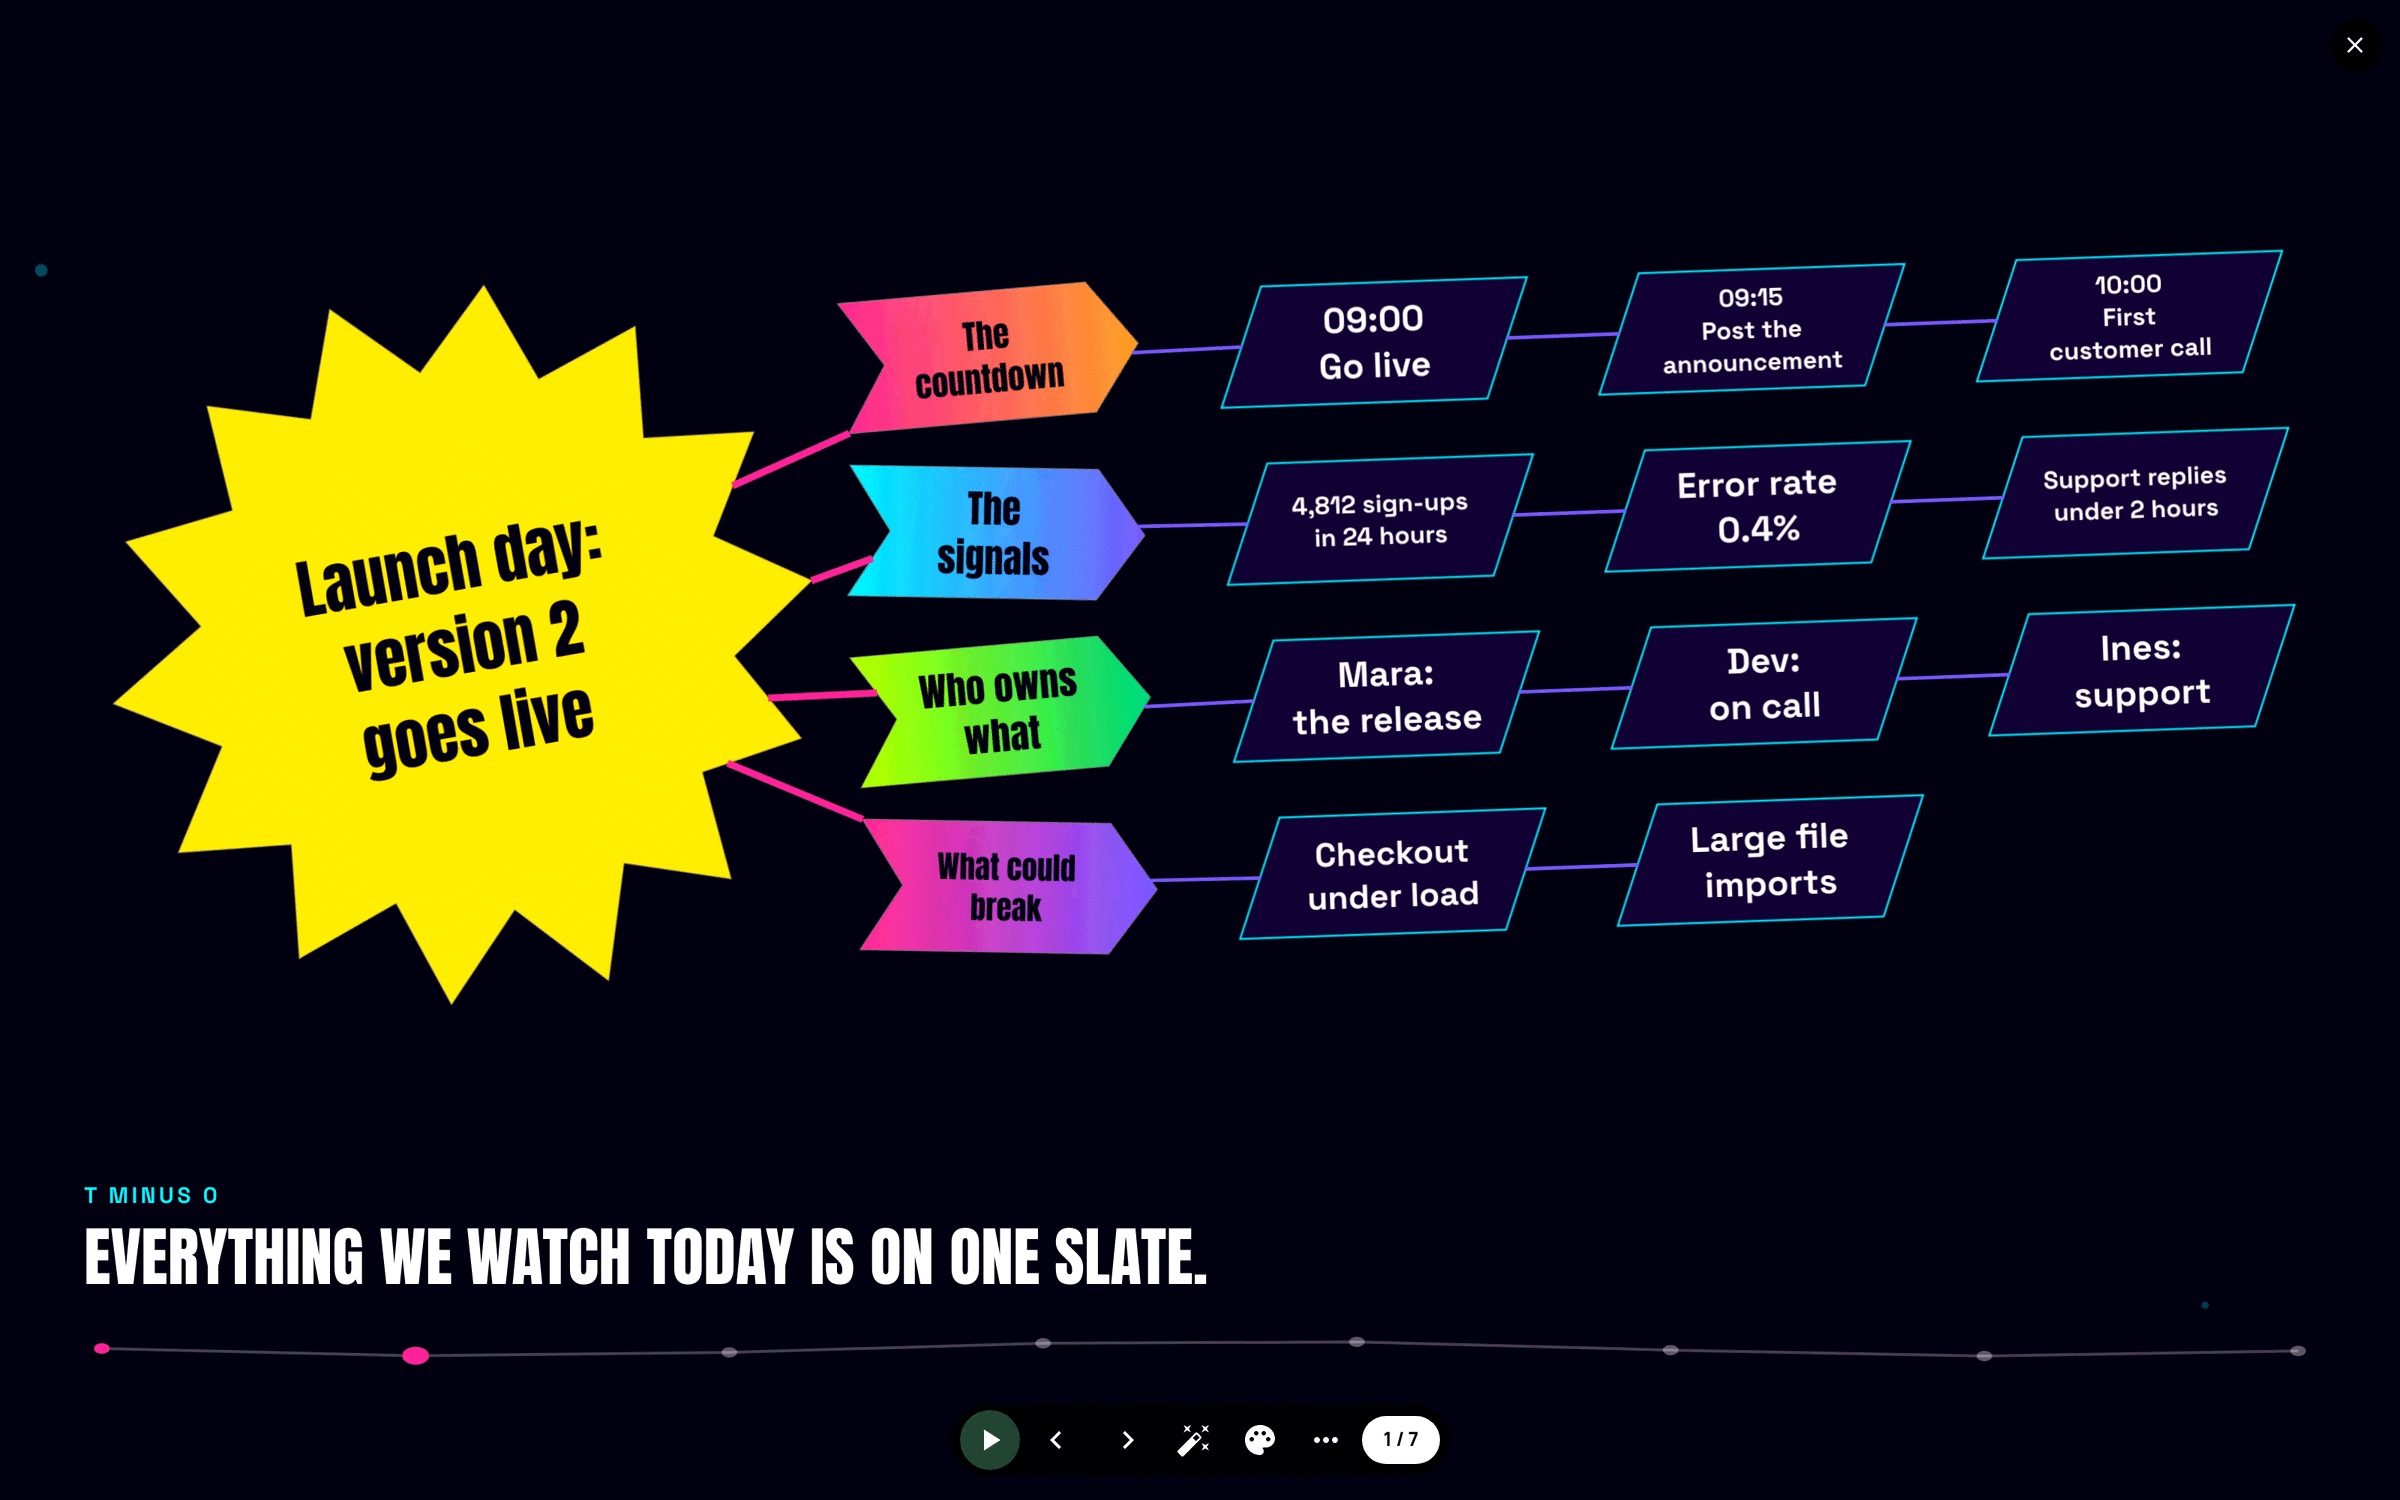 Launch day:
version 2
goes live
The
countdown
09:00
Go live
09:15
Post the
announcement
10:00
First
customer call
The
signals
4,812 sign-ups
in 24 hours
Error rate
0.4%
Support replies
under 2 hours
Who owns
what
Mara:
the release
Dev:
on call
Ines:
support
What could
break
Checkout
under load
Large file
imports
T MINUS 0
EVERYTHING WE WATCH TODAY IS ON ONE SLATE.
1 / 7